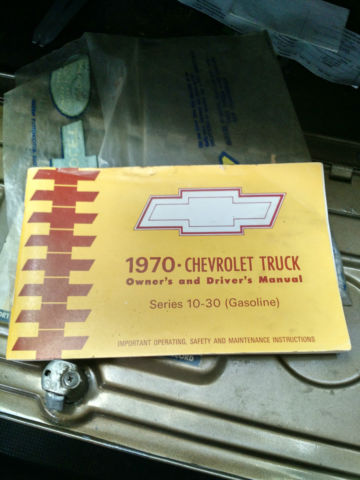 1970 · CHEVROLET TRUCK
Owner's and Driver's Manual
Series 10-30 (Gasoline)
IMPORTANT OPERATING, SAFETY AND MAINTENANCE INSTRUCTIONS